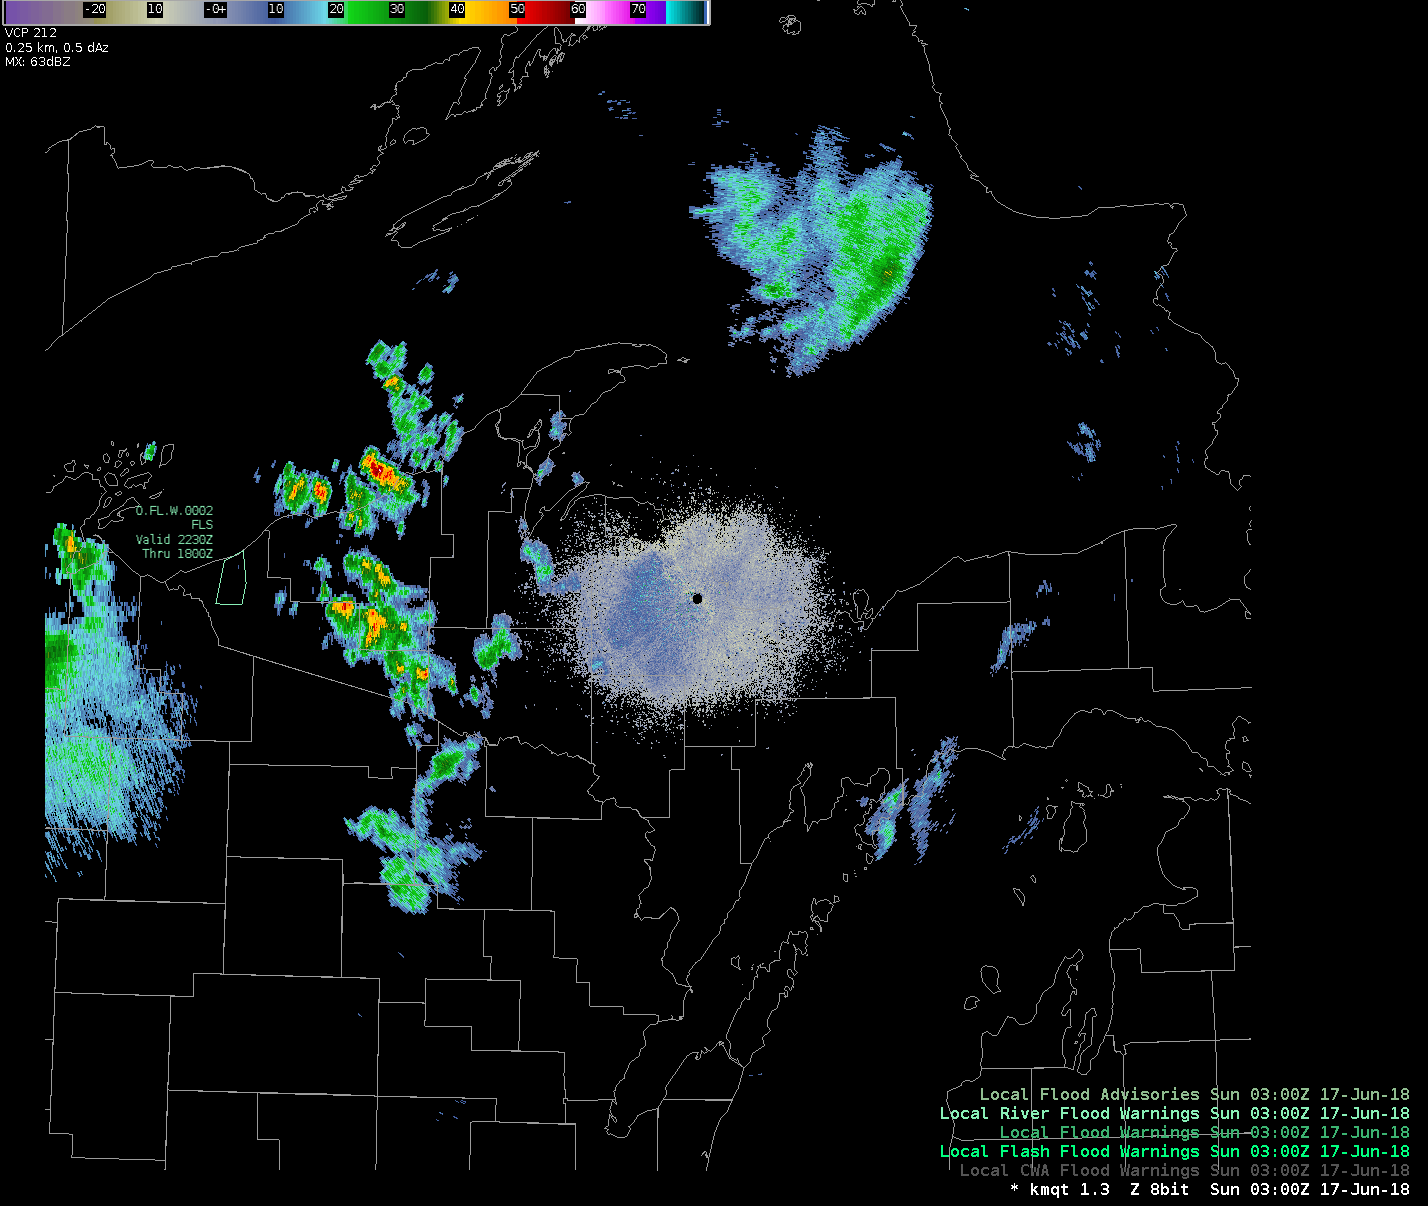 -20 10 -0+ 10 20 30 40 50 60 70
VCP 212
0.25 km, 0.5 dAz
MX: 63dBZ
O.FL.W.0002
FLS
Valid 2230Z
Thru 1800Z
Local Flood Advisories Sun 03:00Z 17-Jun-18
Local River Flood Warnings Sun 03:00Z 17-Jun-18
Local Flood Warnings Sun 03:00Z 17-Jun-18
Local Flash Flood Warnings Sun 03:00Z 17-Jun-18
Local CWA Flood Warnings Sun 03:00Z 17-Jun-18
* kmqt 1.3 Z 8bit Sun 03:00Z 17-Jun-18